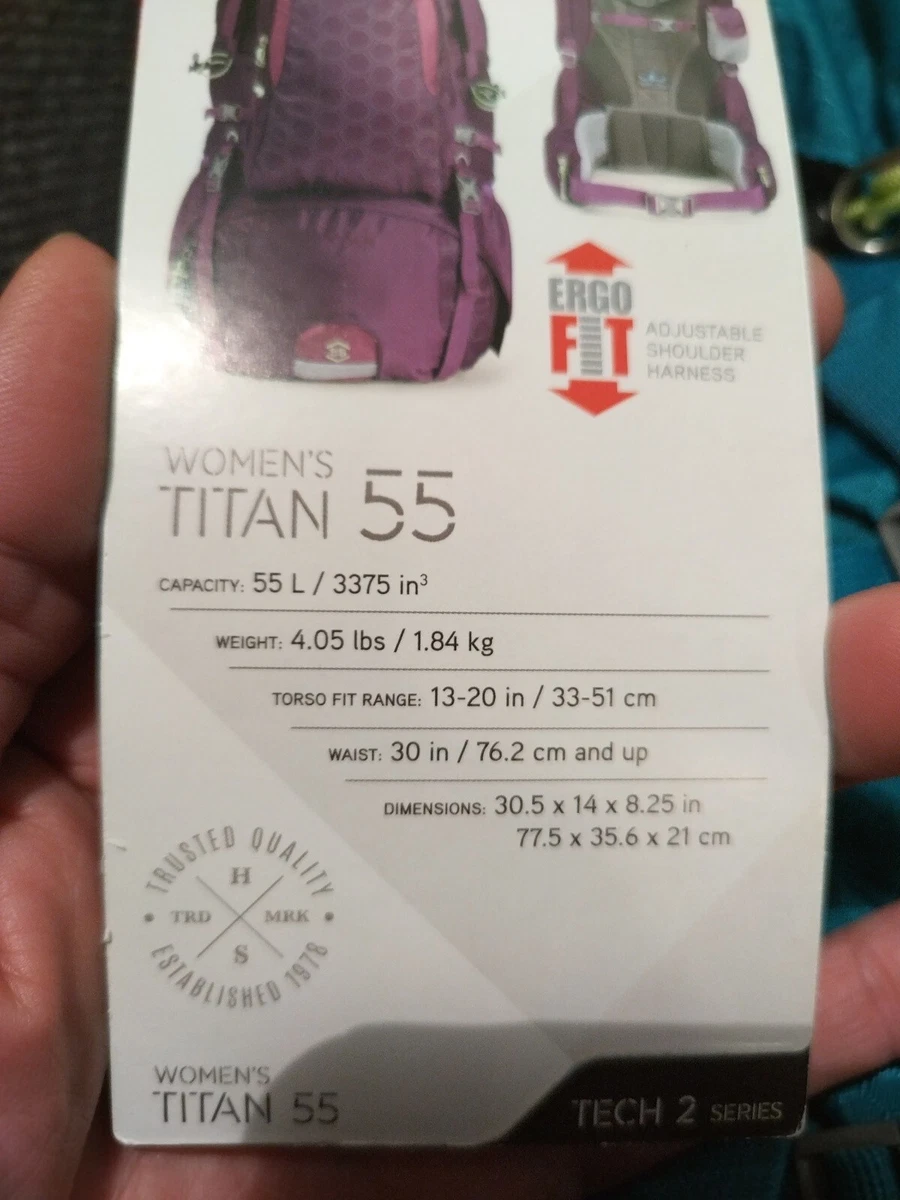 ERGO
FIT
ADJUSTABLE
SHOULDER
HARNESS
WOMEN'S
TITAN 55
CAPACITY: 55 L / 3375 in³
WEIGHT: 4.05 lbs / 1.84 kg
TORSO FIT RANGE: 13-20 in / 33-51 cm
WAIST: 30 in / 76.2 cm and up
DIMENSIONS: 30.5 x 14 x 8.25 in
77.5 x 35.6 x 21 cm
TRUSTED QUALITY
H
TRD MRK
S
ESTABLISHED 1978
WOMEN'S
TITAN 55
TECH 2 SERIES